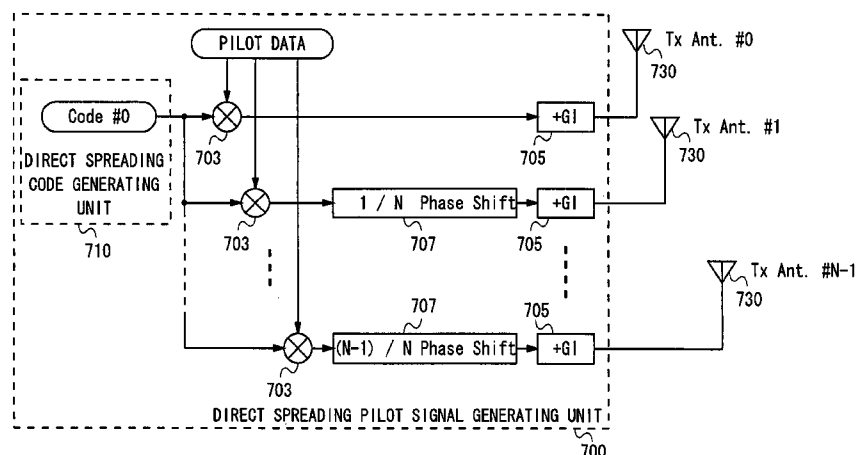 PILOT DATA
Tx Ant. #0
730
Code #0
703
+GI
705
Tx Ant. #1
730
DIRECT SPREADING
CODE GENERATING
UNIT
710
703
1 / N Phase Shift
707
+GI
705
Tx Ant. #N-1
730
703
707
(N-1) / N Phase Shift
705
+GI
DIRECT SPREADING PILOT SIGNAL GENERATING UNIT
700